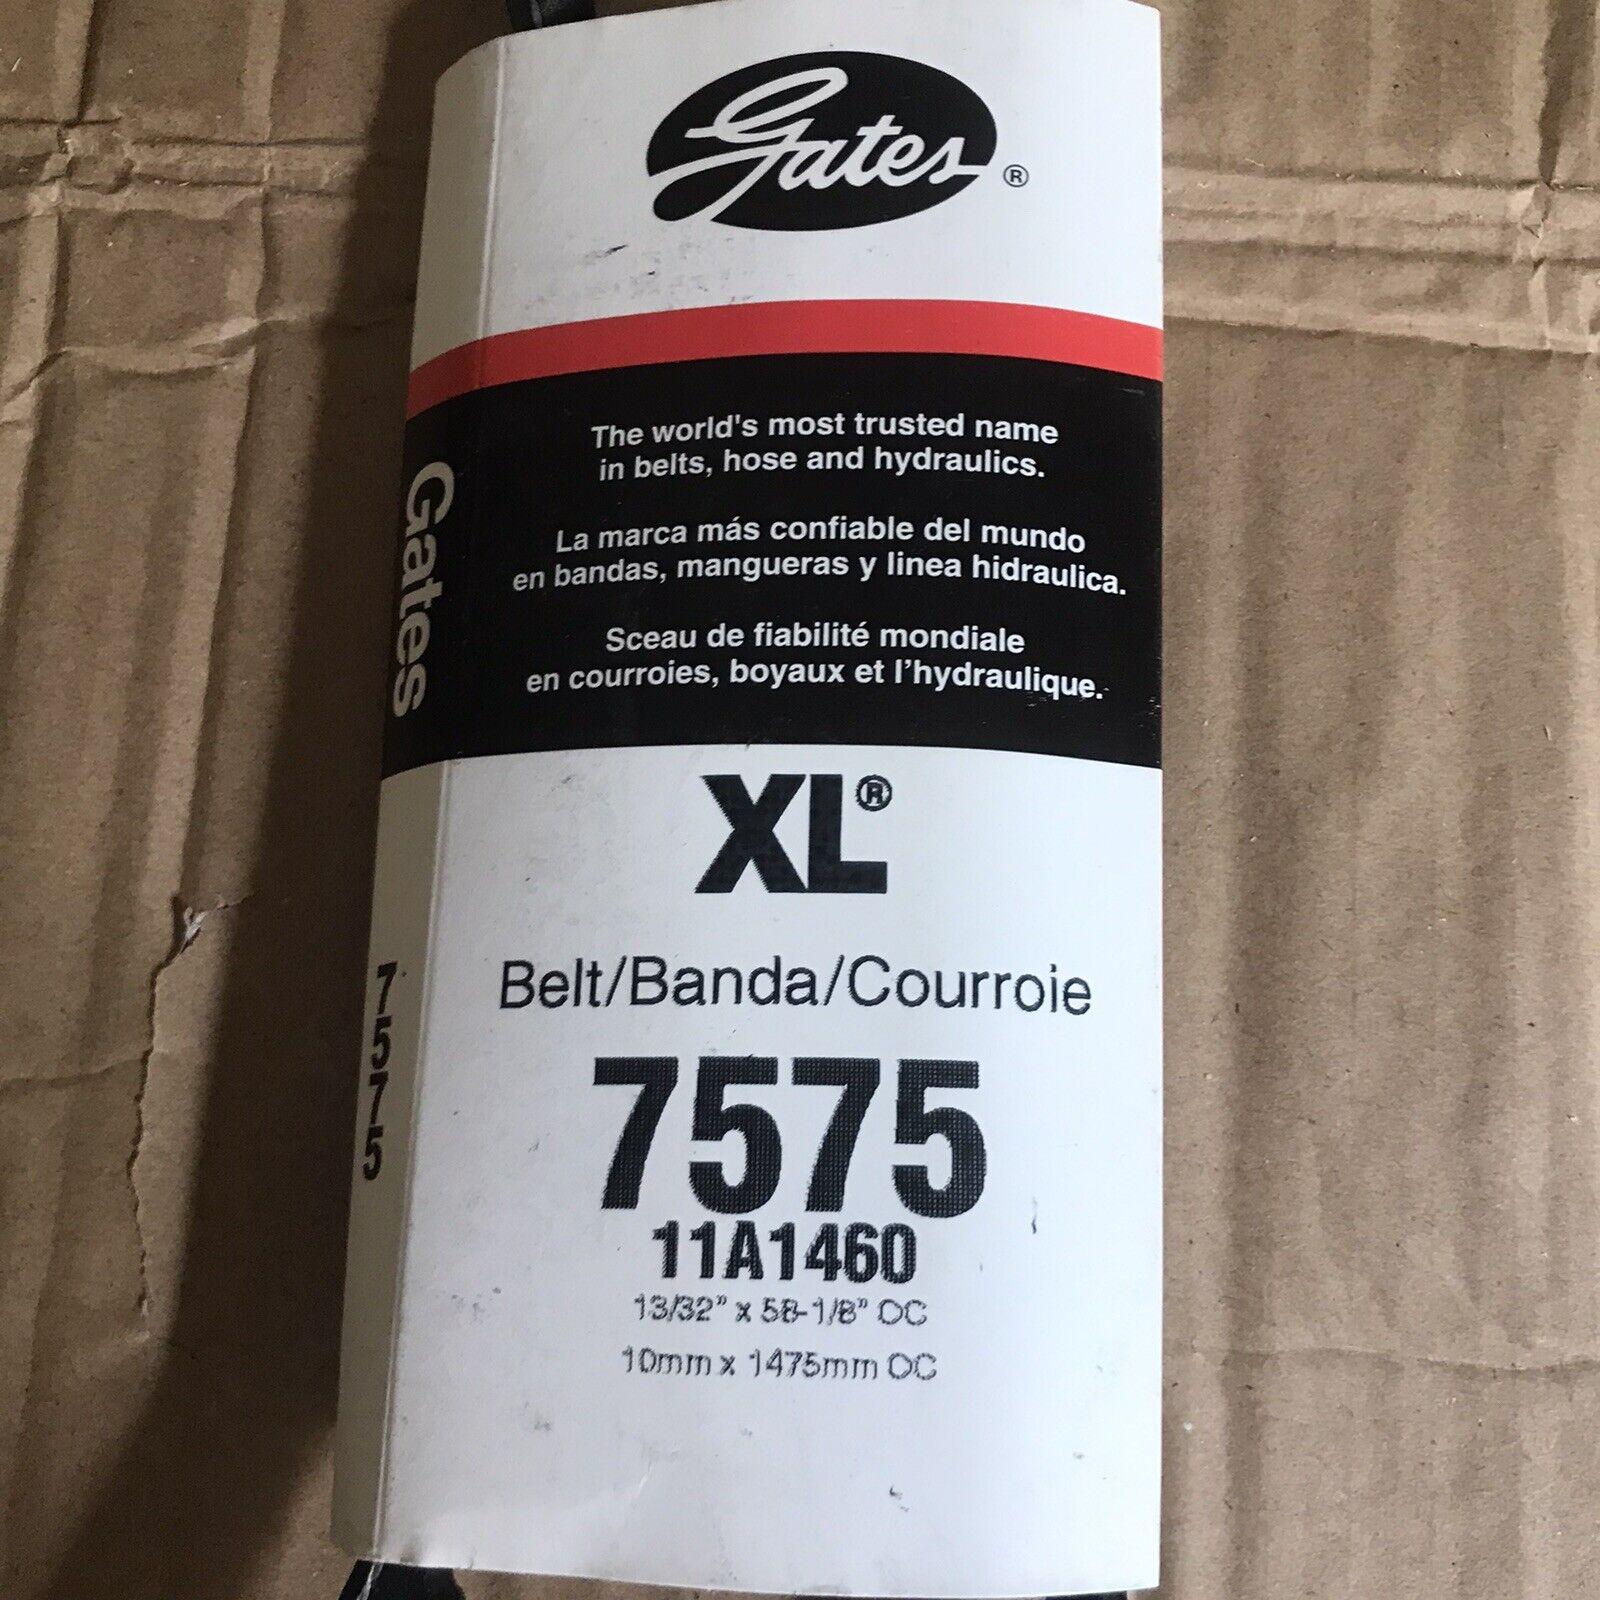 Gates ®
The world's most trusted name
in belts, hose and hydraulics.
La marca más confiable del mundo
en bandas, mangueras y linea hidraulica.
Sceau de fiabilité mondiale
en courroies, boyaux et l'hydraulique.
XL®
Belt/Banda/Courroie
7575
11A1460
13/32" x 58-1/8" OC
10mm x 1475mm OC
Gates
7575